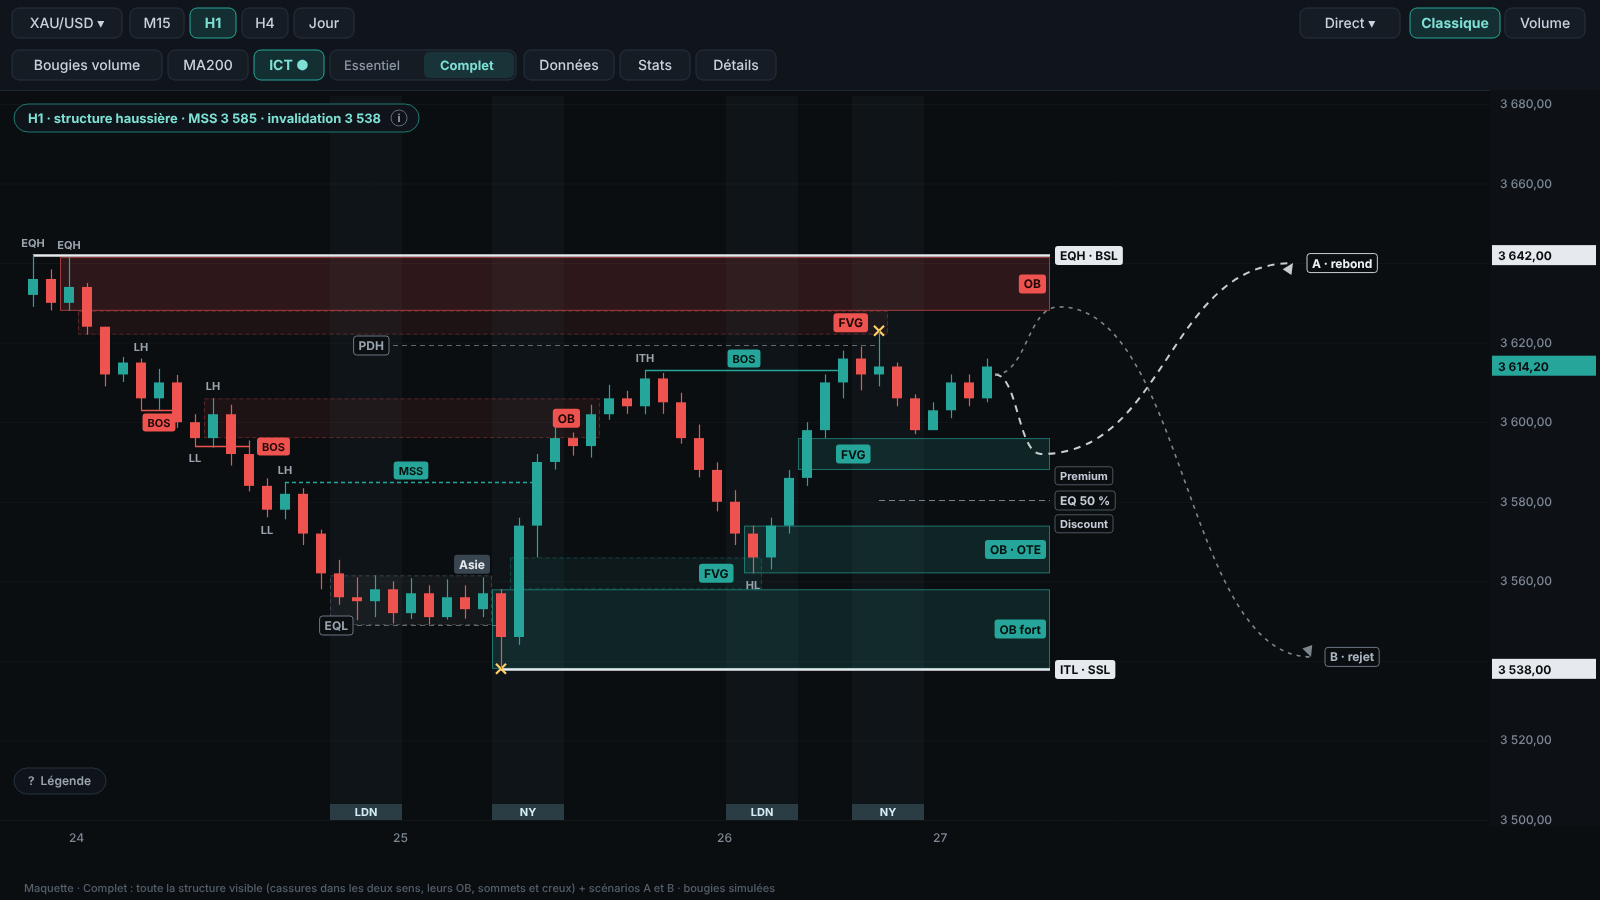 XAU/USD ▾ M15 H1 H4 Jour Direct ▾ Classique Volume
Bougies volume MA200 ICT ● Essentiel Complet Données Stats Détails
H1 · structure haussière · MSS 3 585 · invalidation 3 538 i
3 680,00
3 660,00
EQH EQH
EQH · BSL
3 642,00
A · rebond
OB
FVG
PDH
3 620,00
LH
ITH
BOS
3 614,20
LH
OB
BOS
3 600,00
BOS
LL
FVG
LH
MSS
Premium
EQ 50 %
3 580,00
Discount
LL
OB · OTE
Asie
FVG
HL
3 560,00
EQL
OB fort
B · rejet
ITL · SSL
3 538,00
3 520,00
? Légende
LDN NY LDN NY
3 500,00
24 25 26 27
Maquette · Complet : toute la structure visible (cassures dans les deux sens, leurs OB, sommets et creux) + scénarios A et B · bougies simulées